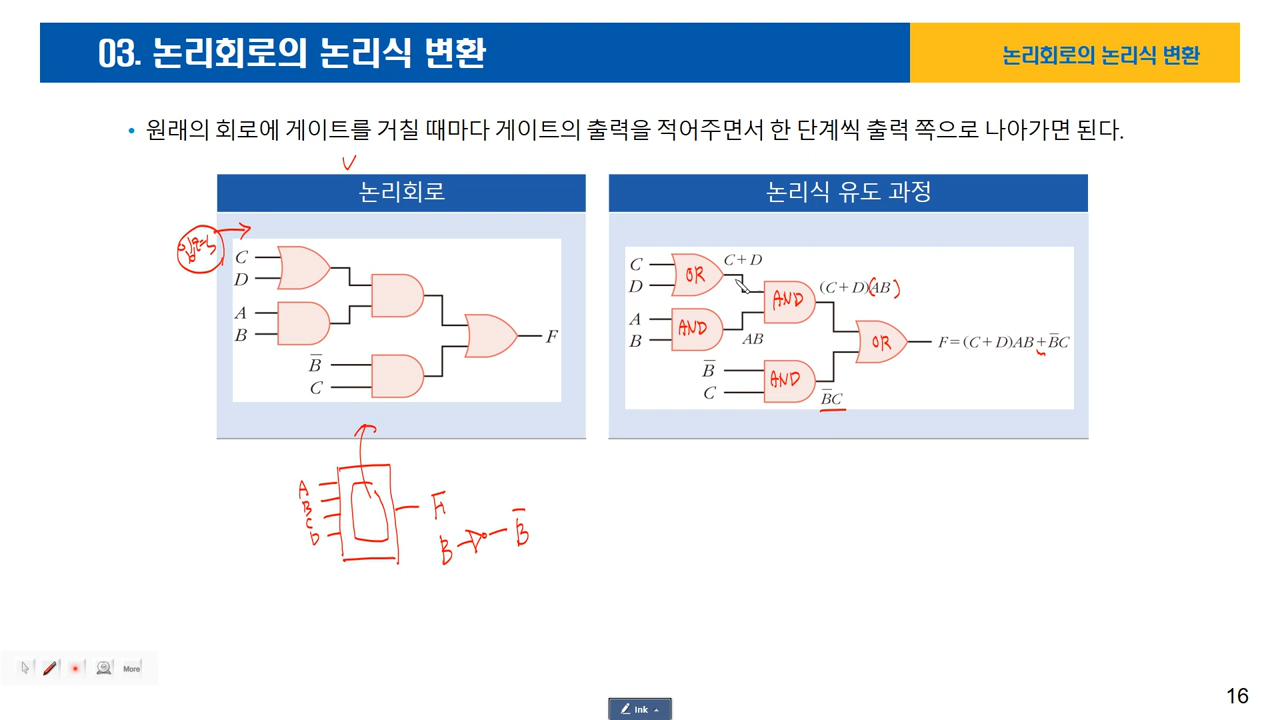 03. 논리회로의 논리식 변환
논리회로의 논리식 변환
• 원래의 회로에 게이트를 거칠 때마다 게이트의 출력을 적어주면서 한 단계씩 출력 쪽으로 나아가면 된다.
논리회로
C
D
A
B
B̅
C
F
A
B
C
D
F
B
B̅
논리식 유도 과정
C
D
OR
C+D
A
B
AND
AB
AND
(C+D)(AB)
B̅
C
AND
B̅C
OR
F=(C+D)AB+B̅C
More
Ink
16